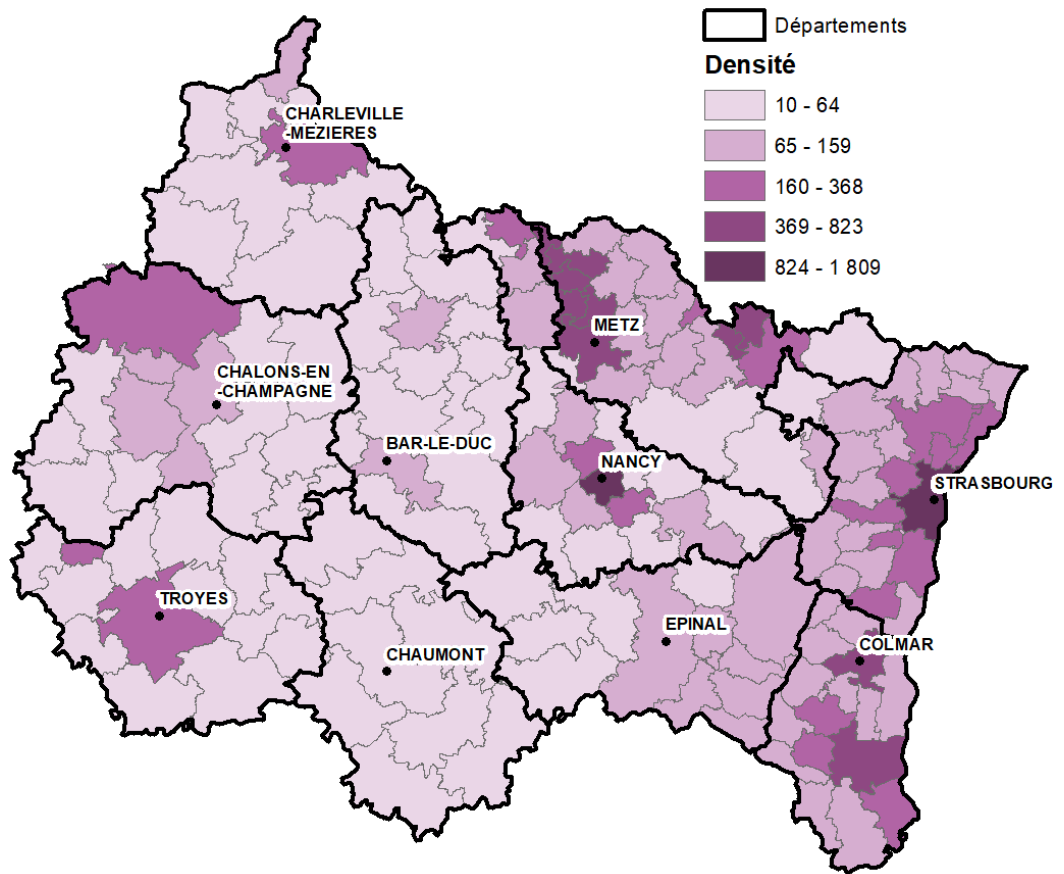 Départements
Densité
10 - 64
65 - 159
160 - 368
369 - 823
824 - 1 809
CHARLEVILLE
-MEZIERES
METZ
CHALONS-EN
-CHAMPAGNE
BAR-LE-DUC
NANCY
STRASBOURG
TROYES
EPINAL
CHAUMONT
COLMAR